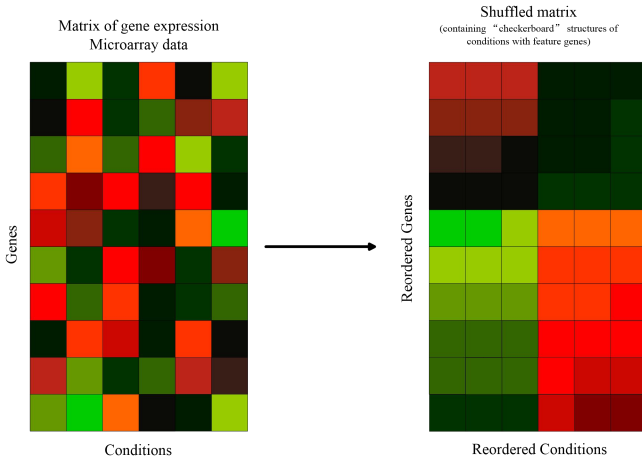 Matrix of gene expression
Microarray data
Genes
Conditions
Shuffled matrix
(containing “checkerboard” structures of
conditions with feature genes)
Reordered Genes
Reordered Conditions